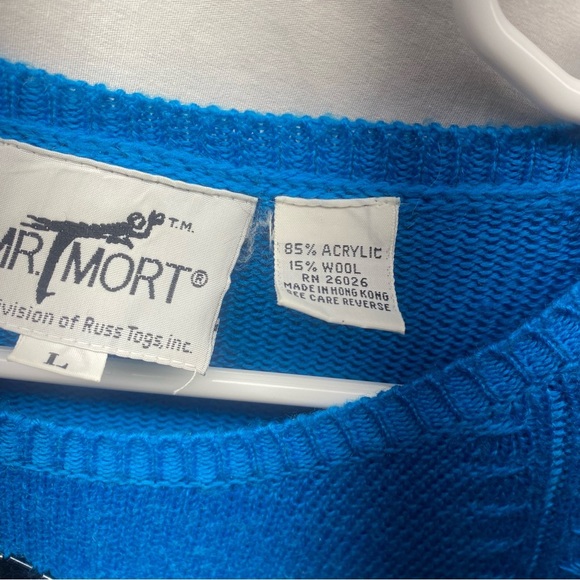 MR. MORT® T.M.
ivision of Russ Togs, inc.
L
85% ACRYLIC
15% WOOL
RN 26026
MADE IN HONG KONG
SEE CARE REVERSE